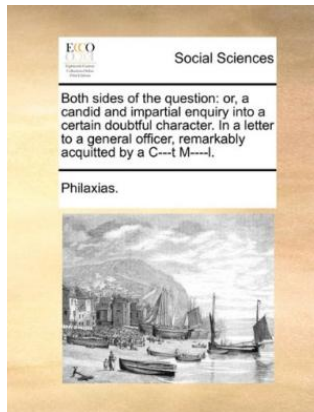 ECCO
Social Sciences
Both sides of the question: or, a
candid and impartial enquiry into a
certain doubtful character. In a letter
to a general officer, remarkably
acquitted by a C---t M----l.
Philaxias.